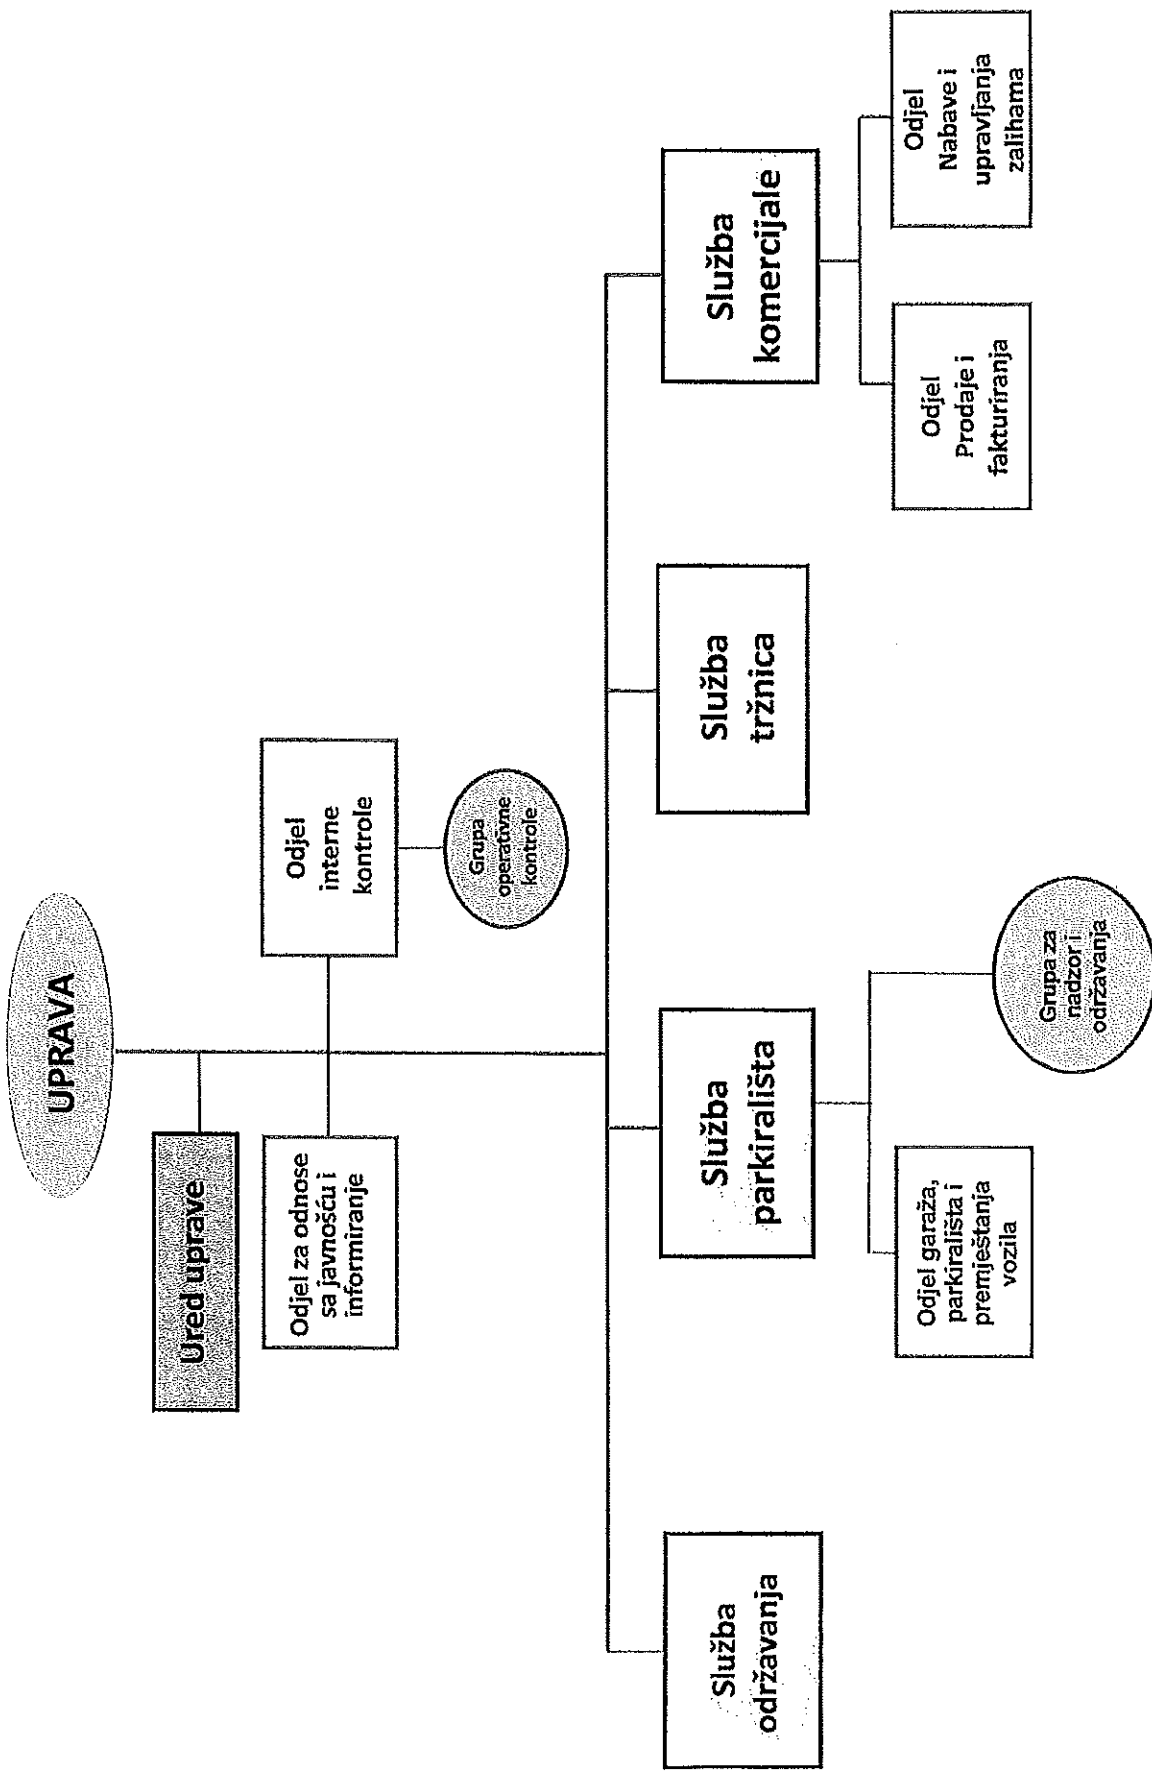 UPRAVA
Ured uprave
Odjel za odnose
sa javnošću i
informiranje
Odjel
interne
kontrole
Grupa
operativne
kontrole
Služba
održavanja
Služba
parkirališta
Služba
tržnica
Služba
komercijale
Odjel garaža,
parkirališta i
premještanja
vozila
Grupa za
nadzor i
održavanja
Odjel
Prodaje i
fakturiranja
Odjel
Nabave i
upravljanja
zalihama